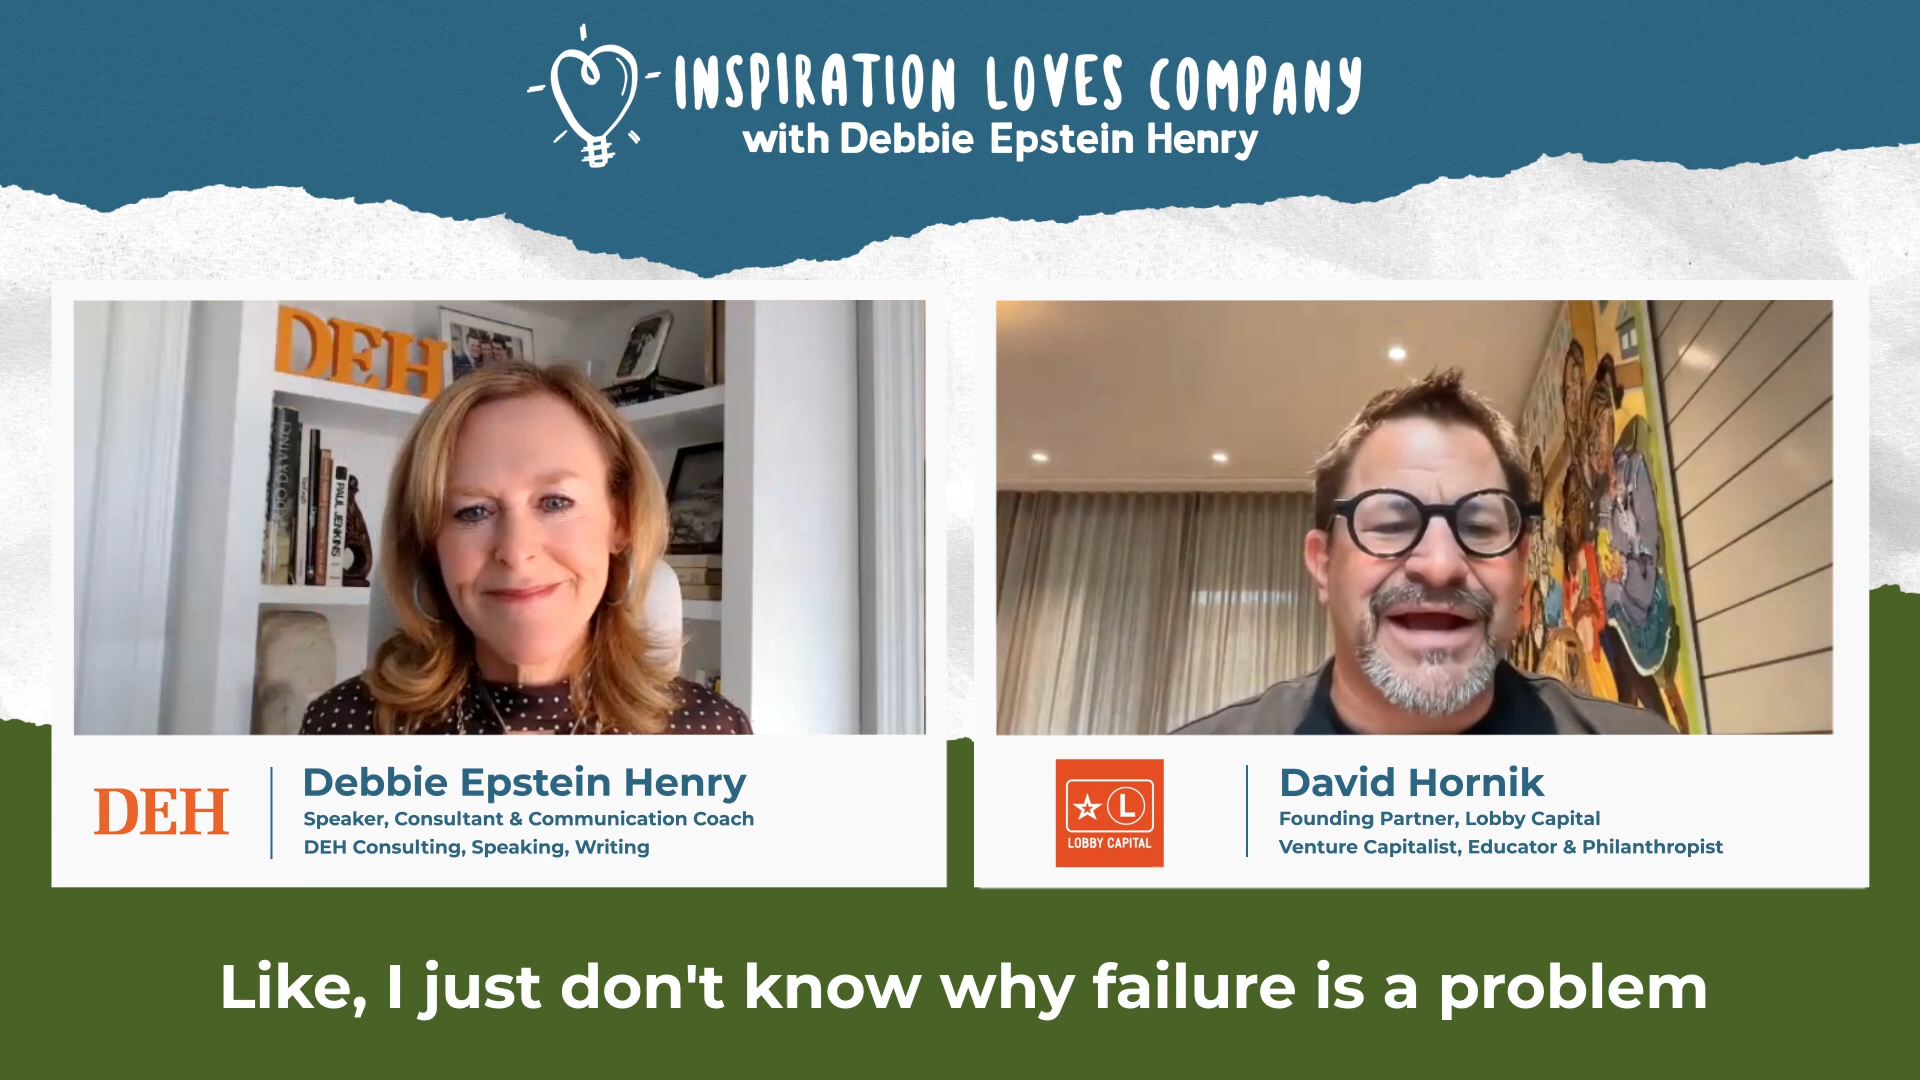 INSPIRATION LOVES COMPANY
with Debbie Epstein Henry
DEH
PAUL JENKINS
DEH
Debbie Epstein Henry
Speaker, Consultant & Communication Coach
DEH Consulting, Speaking, Writing
L
LOBBY CAPITAL
David Hornik
Founding Partner, Lobby Capital
Venture Capitalist, Educator & Philanthropist
Like, I just don't know why failure is a problem